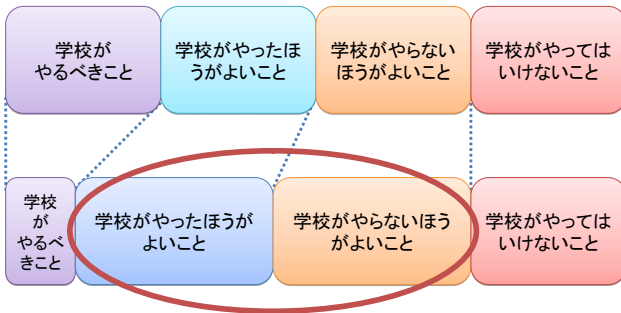 学校が
やるべきこと
学校がやったほ
うがよいこと
学校がやらない
ほうがよいこと
学校がやっては
いけないこと
学校
が
やるべ
きこと
学校がやったほうが
よいこと
学校がやらないほう
がよいこと
学校がやっては
いけないこと